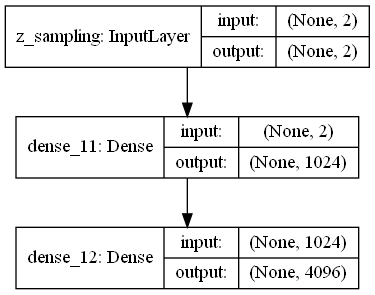 z_sampling: InputLayer
input: (None, 2)
output: (None, 2)
dense_11: Dense
input: (None, 2)
output: (None, 1024)
dense_12: Dense
input: (None, 1024)
output: (None, 4096)